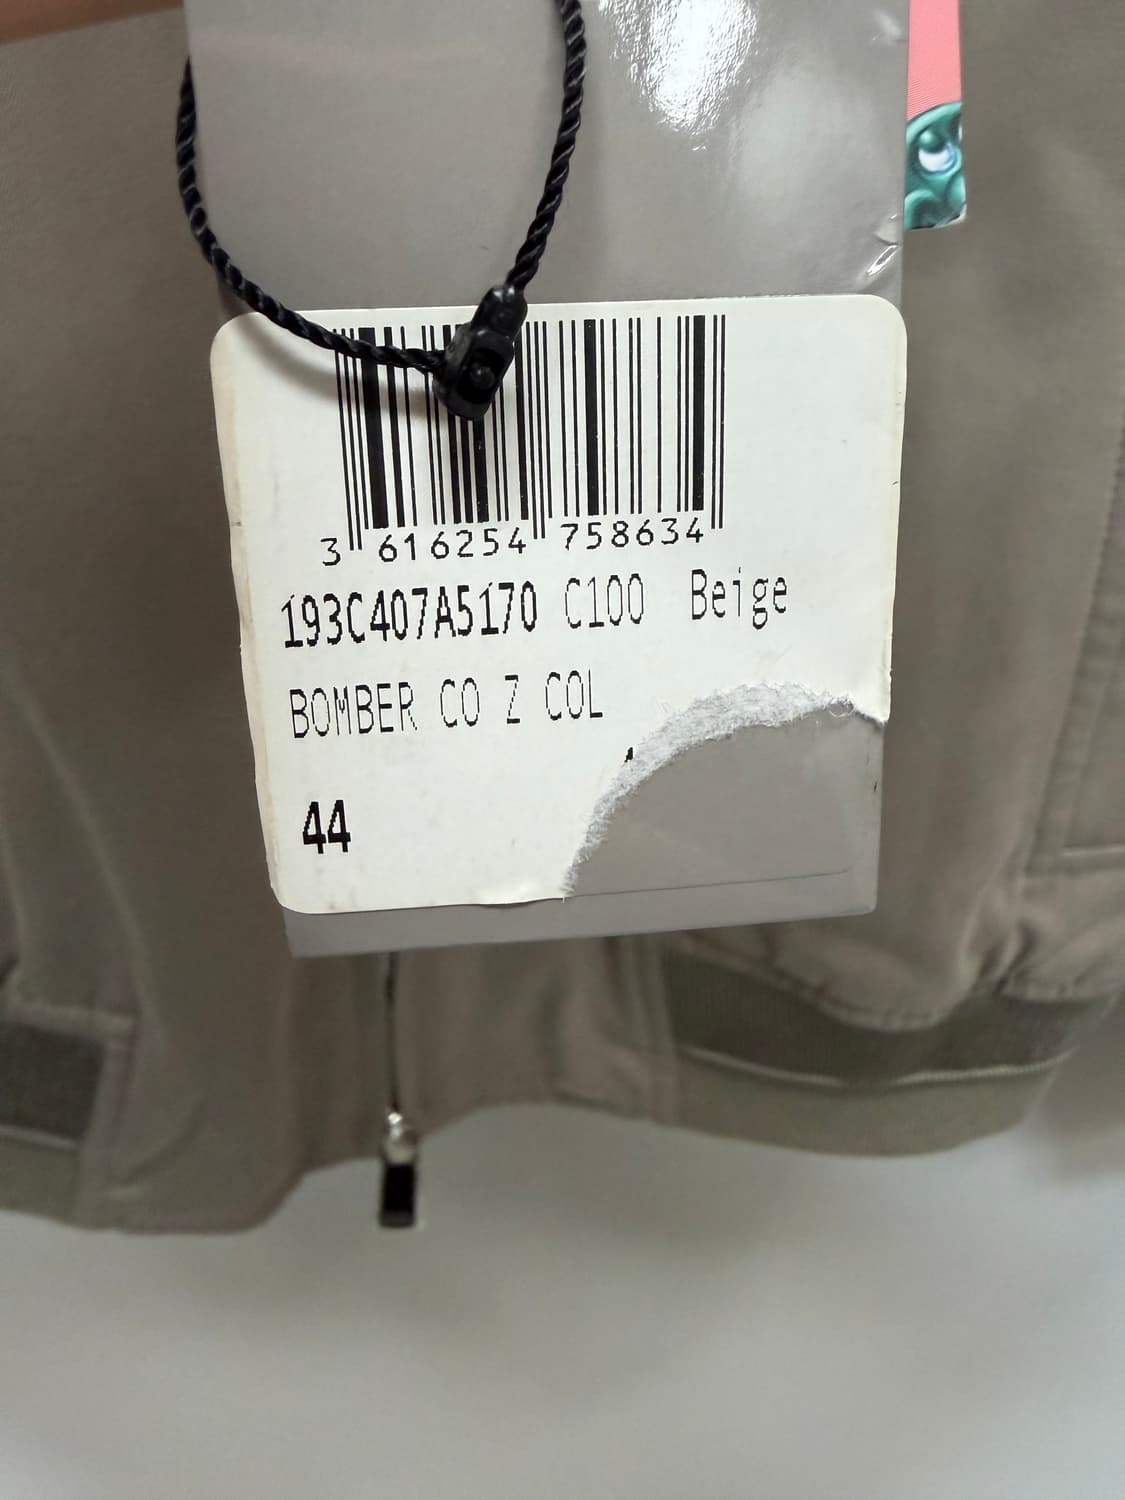 3 616254 758634
193C407A5170 C100 Beige
BOMBER CO Z COL
44